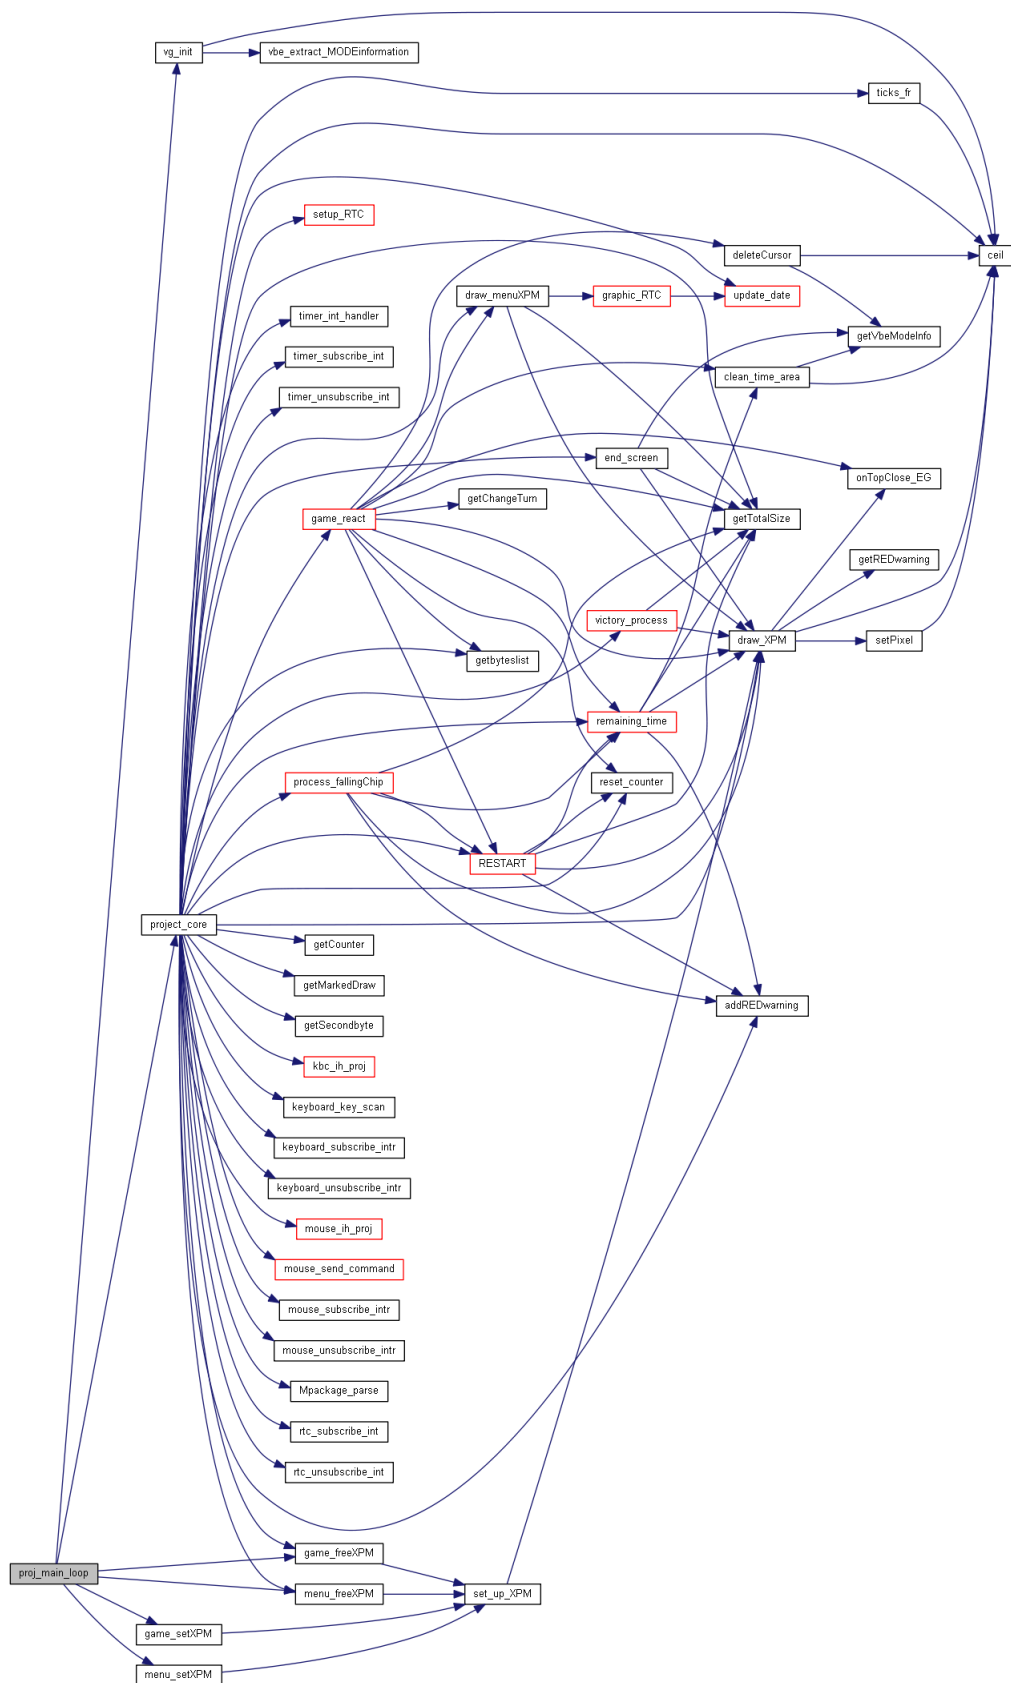 vg_init
vbe_extract_MODEinformation
ticks_fr
setup_RTC
deleteCursor
ceil
draw_menuXPM
graphic_RTC
update_date
timer_int_handler
getVbeModeInfo
timer_subscribe_int
clean_time_area
timer_unsubscribe_int
end_screen
onTopClose_EG
getChangeTurn
game_react
getTotalSize
getREDwarning
victory_process
draw_XPM
setPixel
getbyteslist
remaining_time
process_fallingChip
reset_counter
RESTART
project_core
getCounter
getMarkedDraw
addREDwarning
getSecondbyte
kbc_ih_proj
keyboard_key_scan
keyboard_subscribe_intr
keyboard_unsubscribe_intr
mouse_ih_proj
mouse_send_command
mouse_subscribe_intr
mouse_unsubscribe_intr
Mpackage_parse
rtc_subscribe_int
rtc_unsubscribe_int
game_freeXPM
proj_main_loop
menu_freeXPM
set_up_XPM
game_setXPM
menu_setXPM